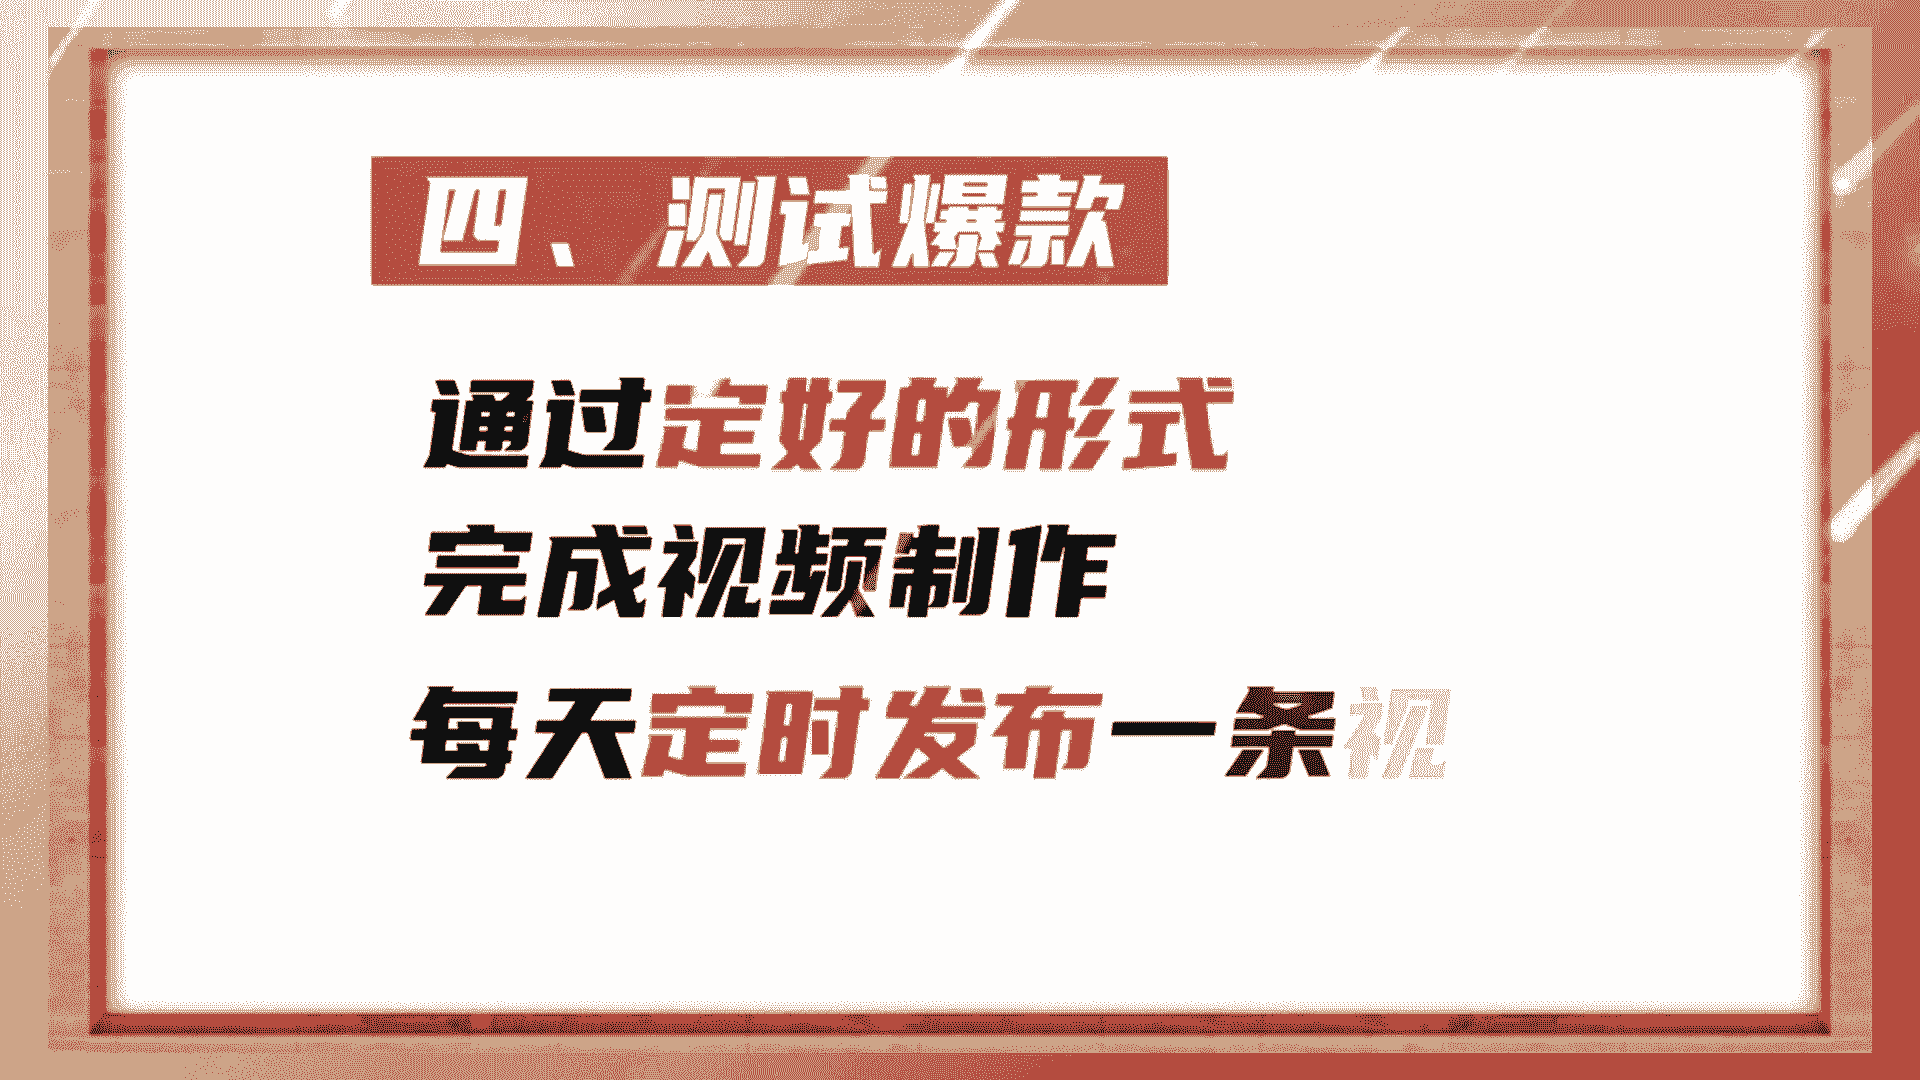 四、测试爆款
通过定好的形式
完成视频制作
每天定时发布一条视